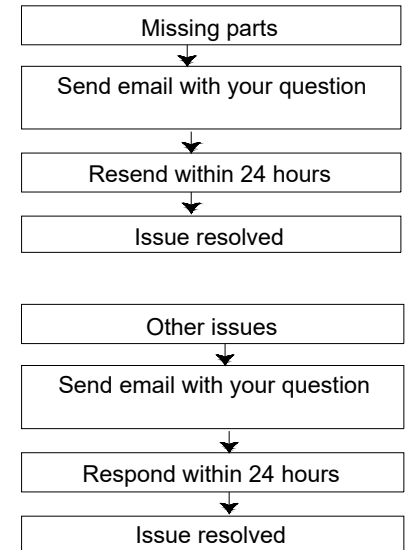 Missing parts
Send email with your question
Resend within 24 hours
Issue resolved
Other issues
Send email with your question
Respond within 24 hours
Issue resolved